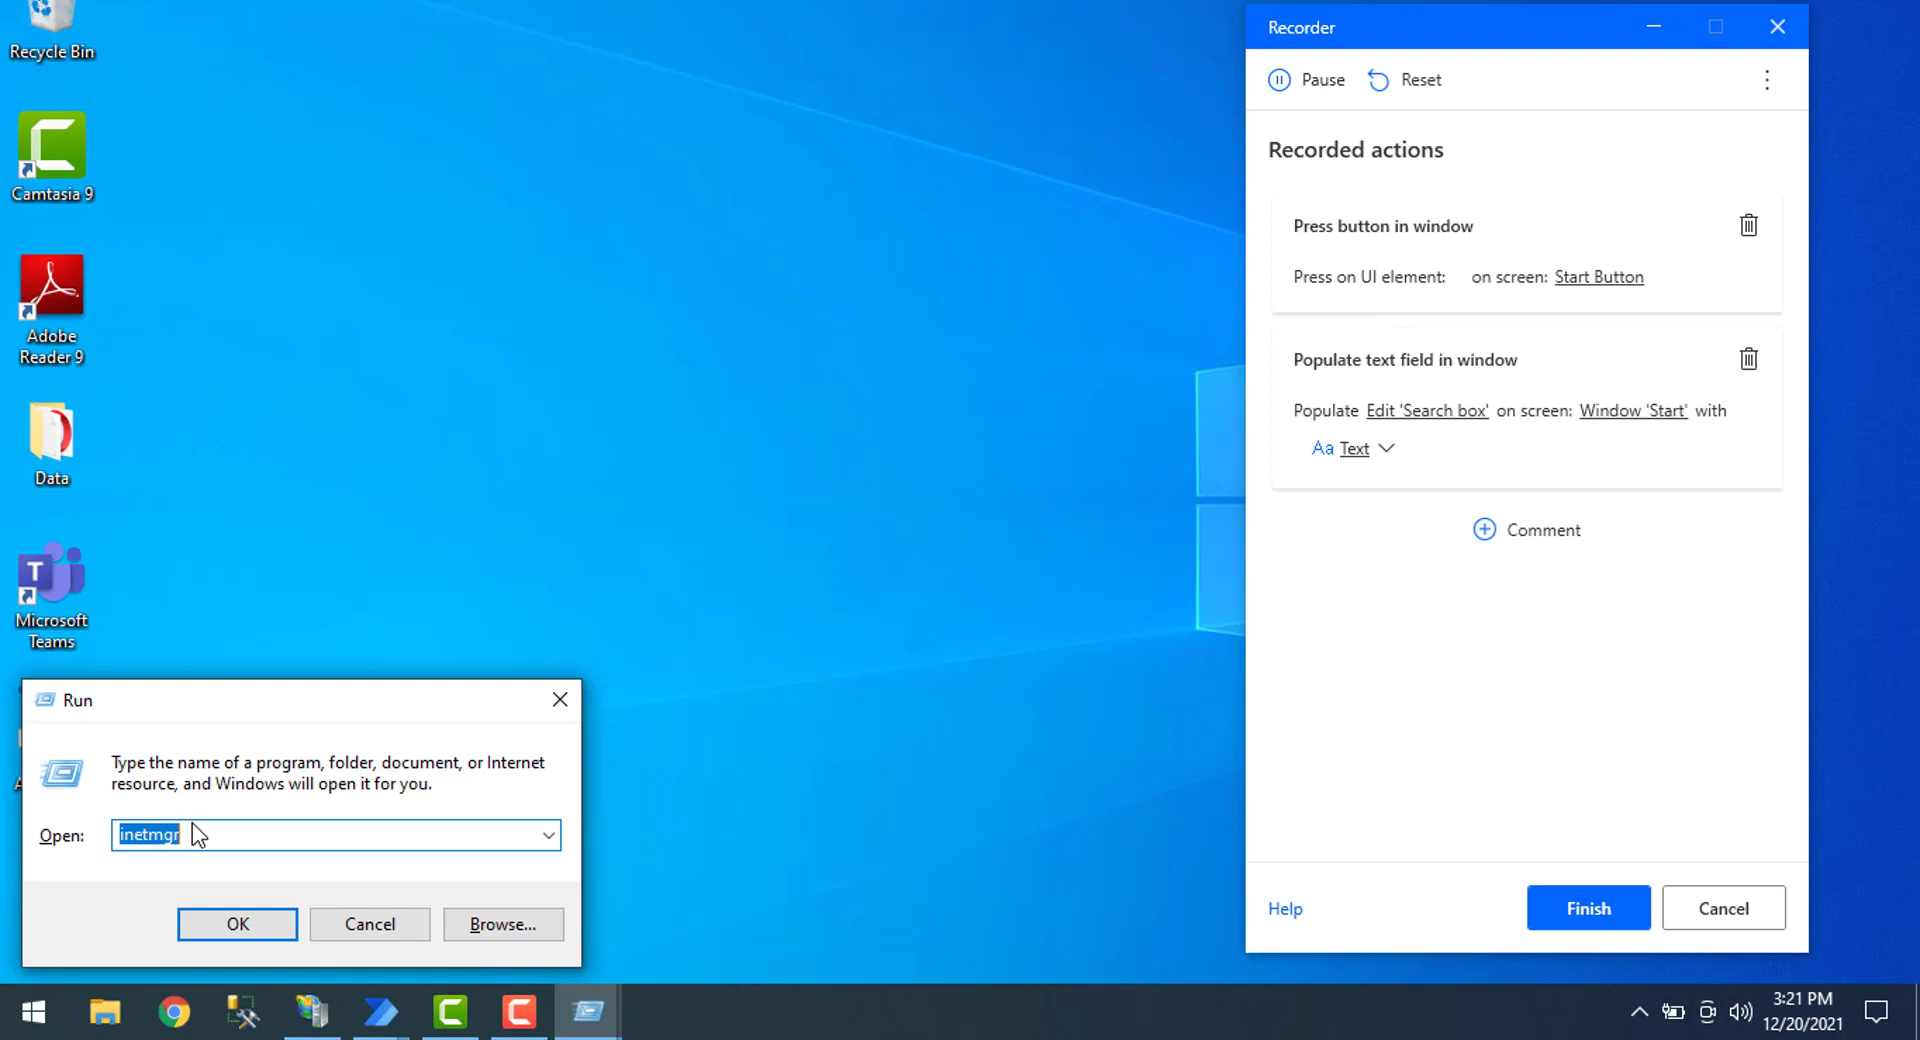 Recycle Bin
Camtasia 9
Adobe
Reader 9
Data
Microsoft
Teams
Recorder
Pause
Reset
Recorded actions
Press button in window
Press on UI element: on screen: Start Button
Populate text field in window
Populate Edit 'Search box' on screen: Window 'Start' with
Aa Text
Comment
Help
Finish
Cancel
Run
Type the name of a program, folder, document, or Internet
resource, and Windows will open it for you.
Open: inetmgr
OK
Cancel
Browse...
3:21 PM
12/20/2021